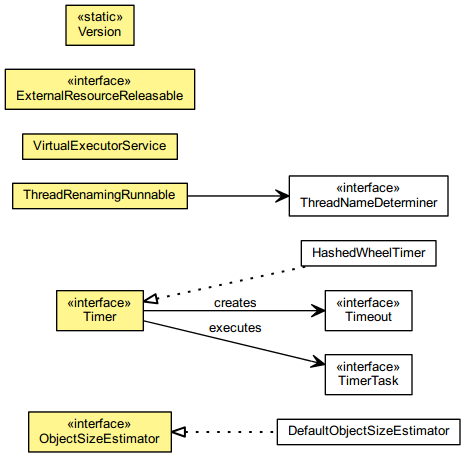 «static»
Version
«interface»
ExternalResourceReleasable
VirtualExecutorService
ThreadRenamingRunnable
«interface»
ThreadNameDeterminer
HashedWheelTimer
«interface»
Timer
creates
«interface»
Timeout
executes
«interface»
TimerTask
«interface»
ObjectSizeEstimator
DefaultObjectSizeEstimator